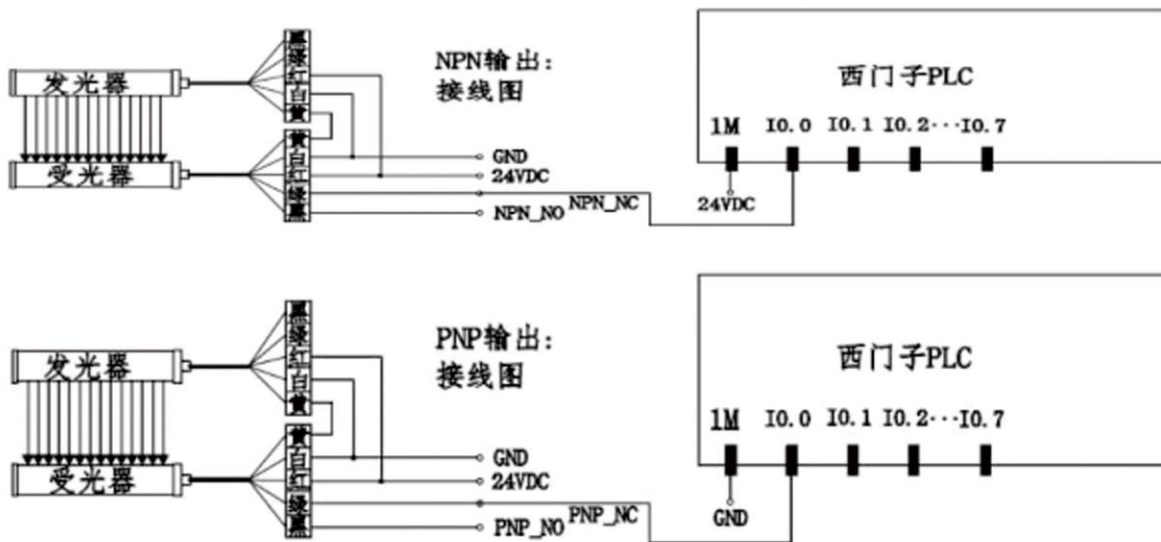 黑
绿
红
白
黄
发光器
NPN输出:
接线图
西门子PLC
1M I0.0 I0.1 I0.2···I0.7
黄
白
红
绿
黑
受光器
GND
24VDC
NPN_NC
NPN_NO
24VDC
黑
绿
红
白
黄
发光器
PNP输出:
接线图
西门子PLC
1M I0.0 I0.1 I0.2···I0.7
黄
白
红
绿
黑
受光器
GND
24VDC
PNP_NC
PNP_NO
GND